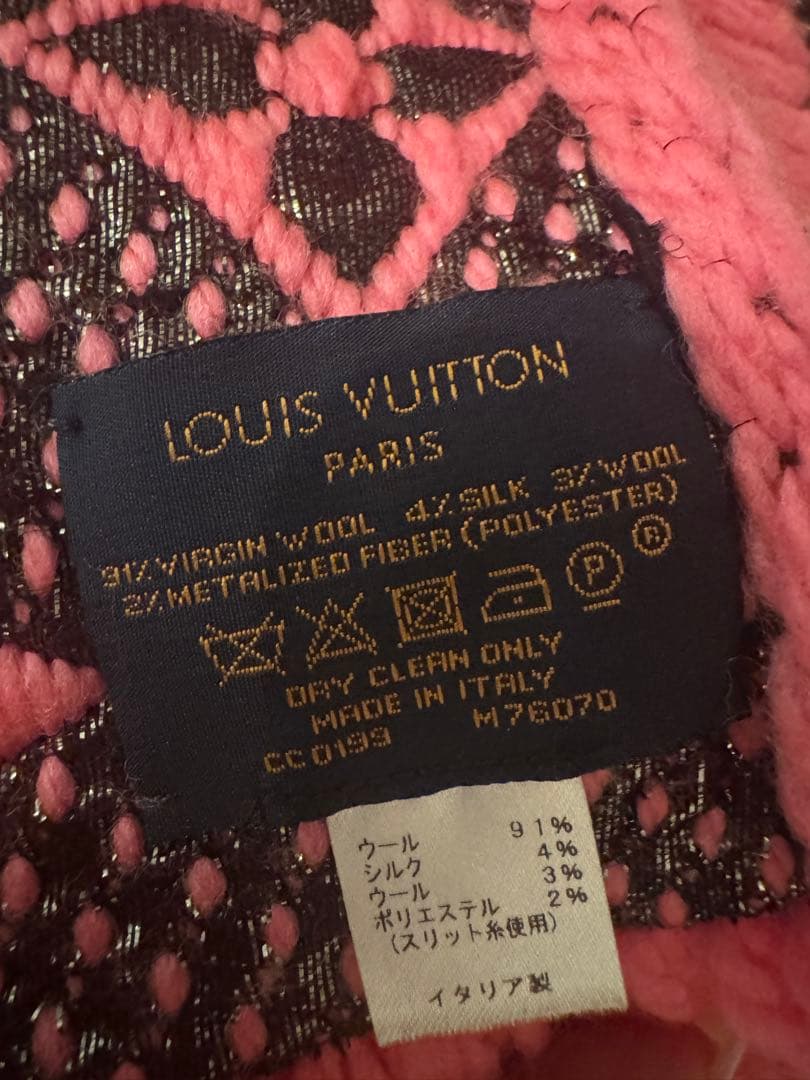 LOUIS VUITTON
PARIS
91%VIRGIN WOOL 4%SILK 3%WOOL
2%METALIZED FIBER (POLYESTER)
P ®
DRY CLEAN ONLY
MADE IN ITALY
CC0199 M76070
ウール 91%
シルク 4%
ウール 3%
ポリエステル 2%
(スリット糸使用)
イタリア製